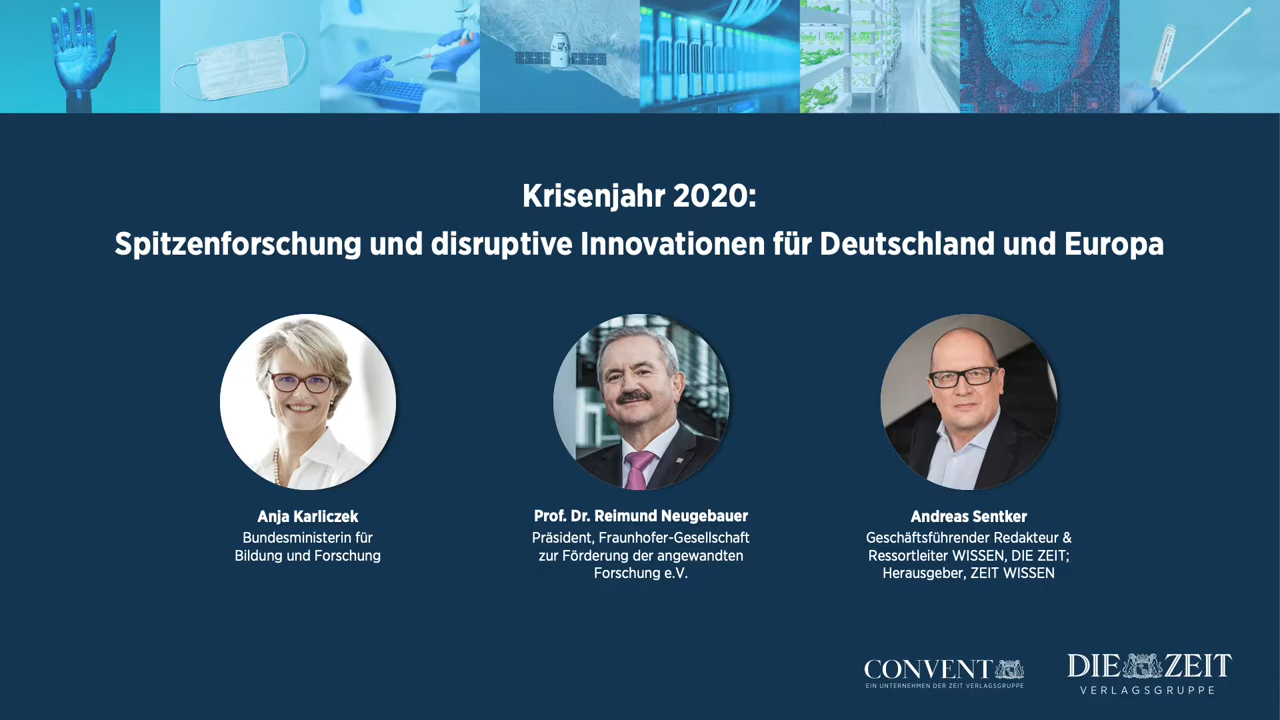 Krisenjahr 2020:
Spitzenforschung und disruptive Innovationen für Deutschland und Europa
Anja Karliczek
Bundesministerin für
Bildung und Forschung
Prof. Dr. Reimund Neugebauer
Präsident, Fraunhofer-Gesellschaft
zur Förderung der angewandten
Forschung e.V.
Andreas Sentker
Geschäftsführender Redakteur &
Ressortleiter WISSEN, DIE ZEIT;
Herausgeber, ZEIT WISSEN
CONVENT
EIN UNTERNEHMEN DER ZEIT VERLAGSGRUPPE
DIE ZEIT
VERLAGSGRUPPE